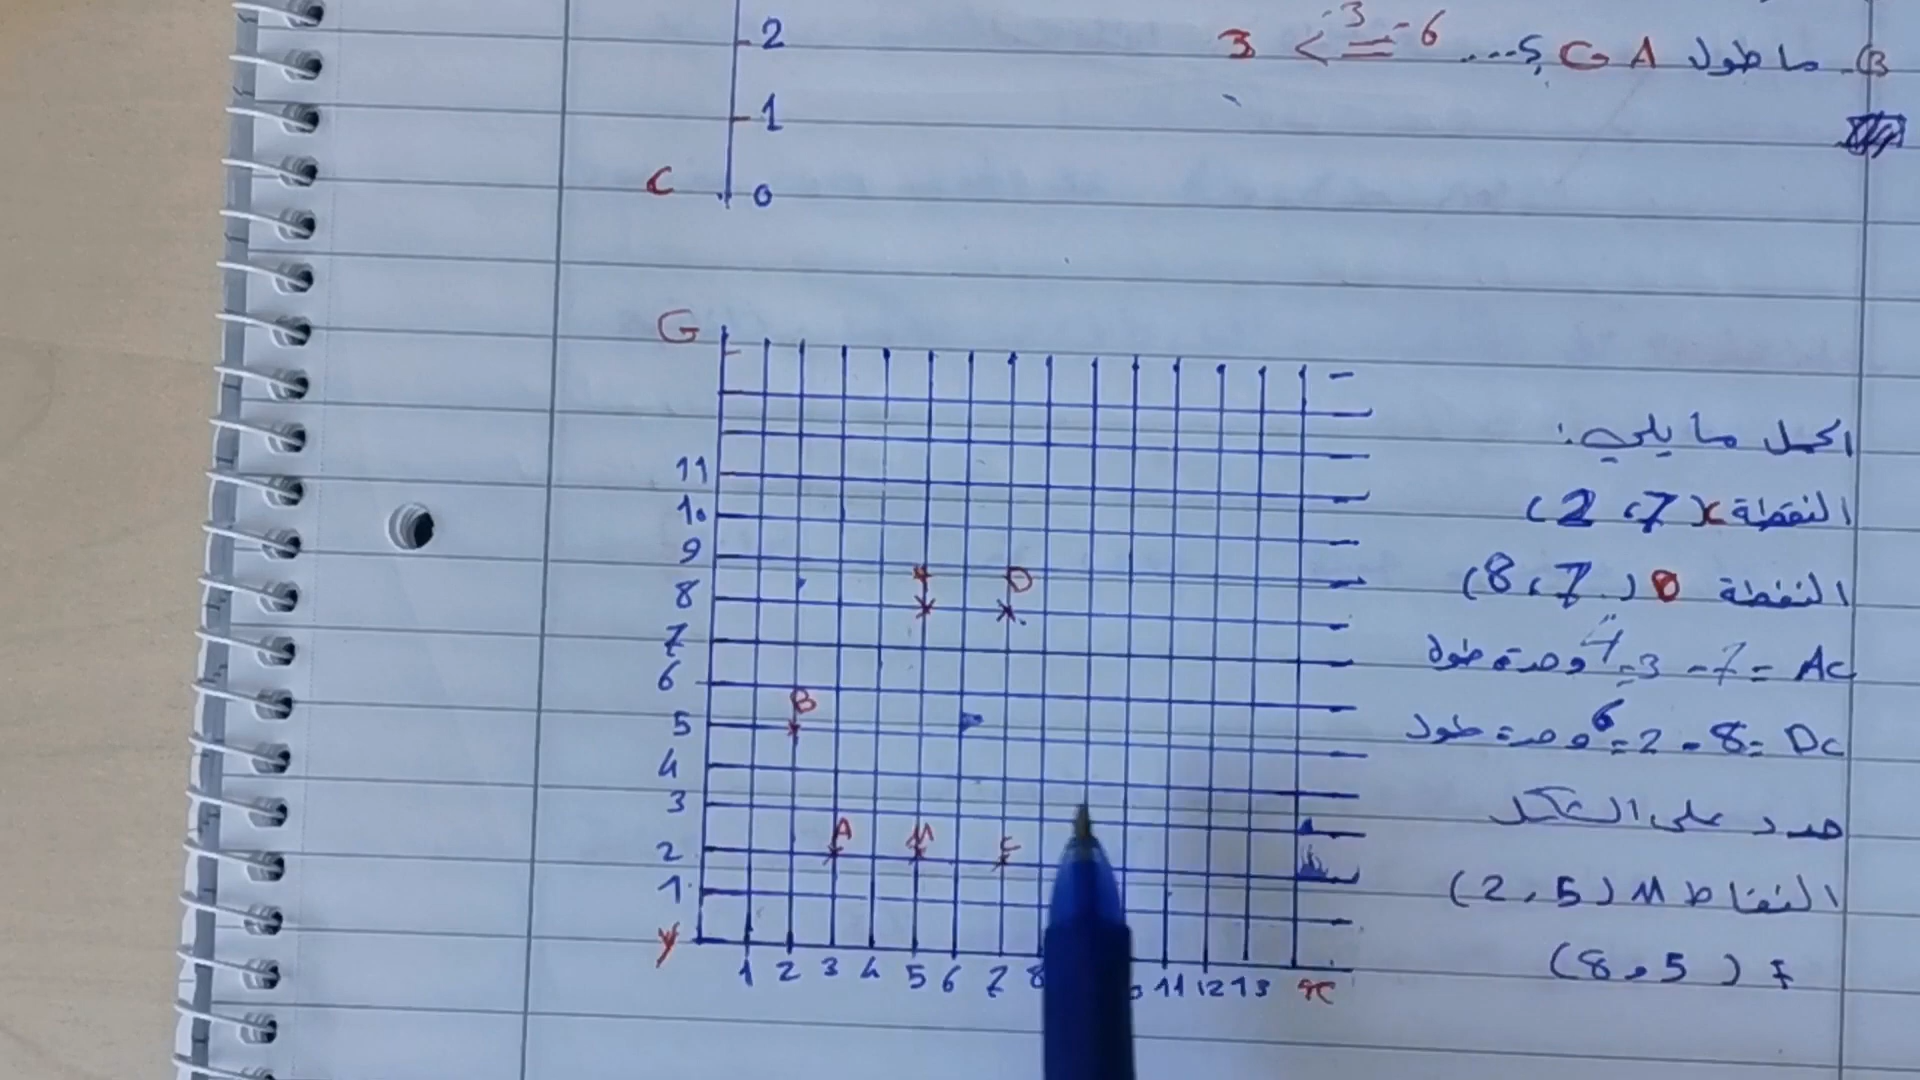 2
1
C
0
B- ما طول GA ؟.... 6 - 3 => 3
G
11
10
9
8
7
6
5
4
3
2
1
F
D
B
A
M
C
y
1 2 3 4 5 6 7 8 11 12 13 x
اكمل ما يلي:
النقطة C(7 ، 2)
النقطة D(7 ، 8)
AC = 7 - 3 = 4 وحدة طول
DC = 8 - 2 = 6 وحدة طول
حدد على الشكل
النقاط M (5 ، 2)
F (5 ، 8)